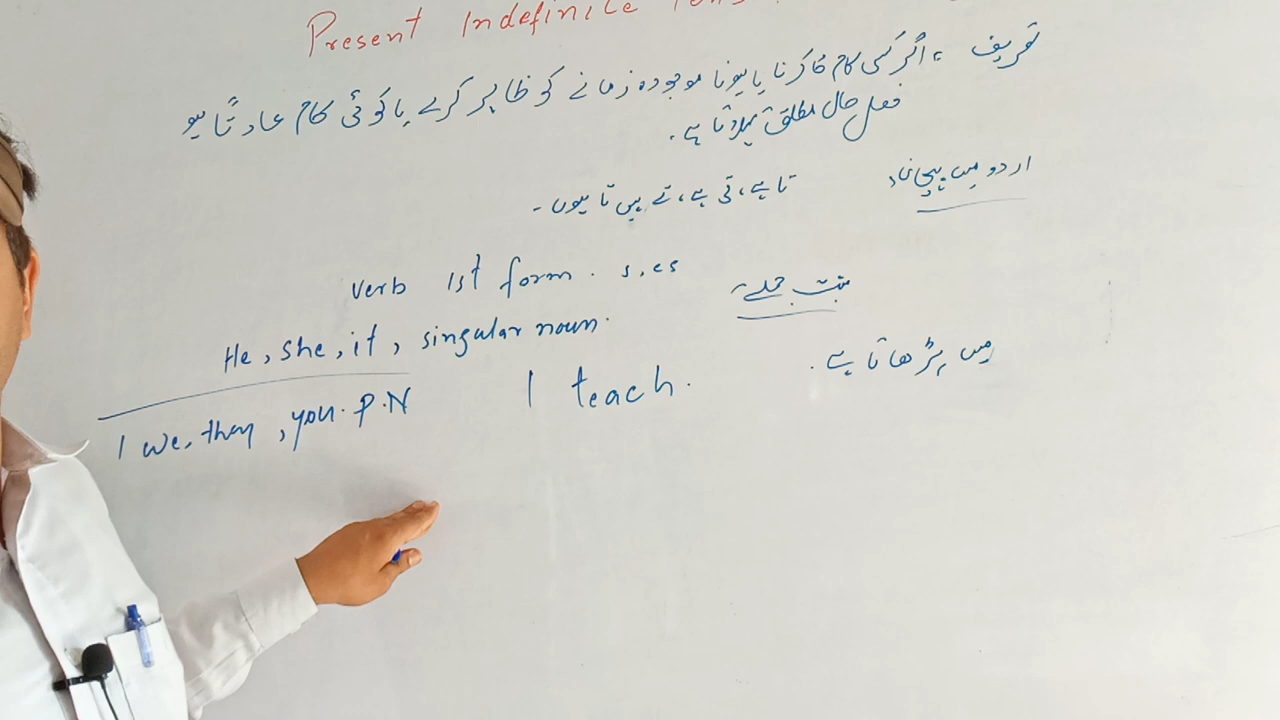 Present Indefinite Tens
تعریف ، اگر کسی کام کا کرنا یا ہونا موجودہ زمانے کو ظاہر کرے یا کوئی کام عادتاً ہو
فعل حال مطلق کہلاتا ہے۔
اردو میں پہچان، تا ہے، تی ہے، تے ہیں تا ہوں۔
verb 1st form. s, es
مثبت جملے۔
He, she, it, singular noun.
میں پڑھاتا ہے.
I teach.
I we, they, you. P.N